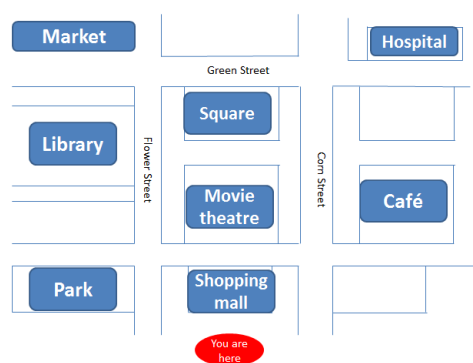 Market
Hospital
Green Street
Square
Library
Flower Street
Corn Street
Movie
theatre
Café
Park
Shopping
mall
You are
here